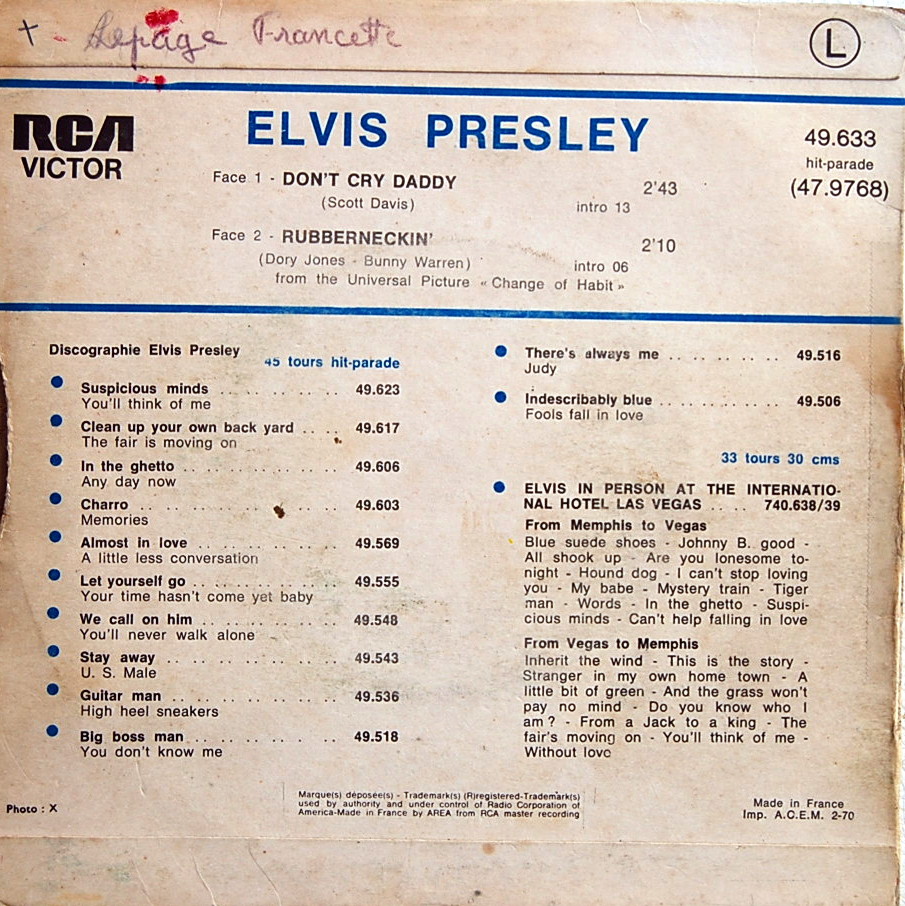 + - Lepage Francette
L
RCA
VICTOR
ELVIS PRESLEY
49.633
hit-parade
(47.9768)
Face 1 - DON'T CRY DADDY 2'43
(Scott Davis) intro 13
Face 2 - RUBBERNECKIN' 2'10
(Dory Jones - Bunny Warren) intro 06
from the Universal Picture « Change of Habit »
Discographie Elvis Presley
45 tours hit-parade
Suspicious minds .. .. .. .. .. 49.623
You'll think of me
Clean up your own back yard .. .. 49.617
The fair is moving on
In the ghetto .. .. .. .. .. .. .. 49.606
Any day now
Charro .. .. .. .. .. .. .. .. 49.603
Memories
Almost in love .. .. .. .. .. .. 49.569
A little less conversation
Let yourself go .. .. .. .. .. .. 49.555
Your time hasn't come yet baby
We call on him .. .. .. .. .. .. 49.548
You'll never walk alone
Stay away .. .. .. .. .. .. .. 49.543
U. S. Male
Guitar man .. .. .. .. .. .. .. 49.536
High heel sneakers
Big boss man .. .. .. .. .. .. 49.518
You don't know me
There's always me .. .. .. .. .. 49.516
Judy
Indescribably blue .. .. .. .. .. 49.506
Fools fall in love
33 tours 30 cms
ELVIS IN PERSON AT THE INTERNATIO-
NAL HOTEL LAS VEGAS .. .. 740.638/39
From Memphis to Vegas
Blue suede shoes - Johnny B. good -
All shook up - Are you lonesome to-
night - Hound dog - I can't stop loving
you - My babe - Mystery train - Tiger
man - Words - In the ghetto - Suspi-
cious minds - Can't help falling in love
From Vegas to Memphis
Inherit the wind - This is the story -
Stranger in my own home town - A
little bit of green - And the grass won't
pay no mind - Do you know who I
am ? - From a Jack to a king - The
fair's moving on - You'll think of me -
Without love
Photo : X
Marque(s) déposée(s) - Trademark(s) (R)registered-Trademark(s)
used by authority and under control of Radio Corporation of
America-Made in France by AREA from RCA master recording
Made in France
Imp. A.C.E.M. 2-70